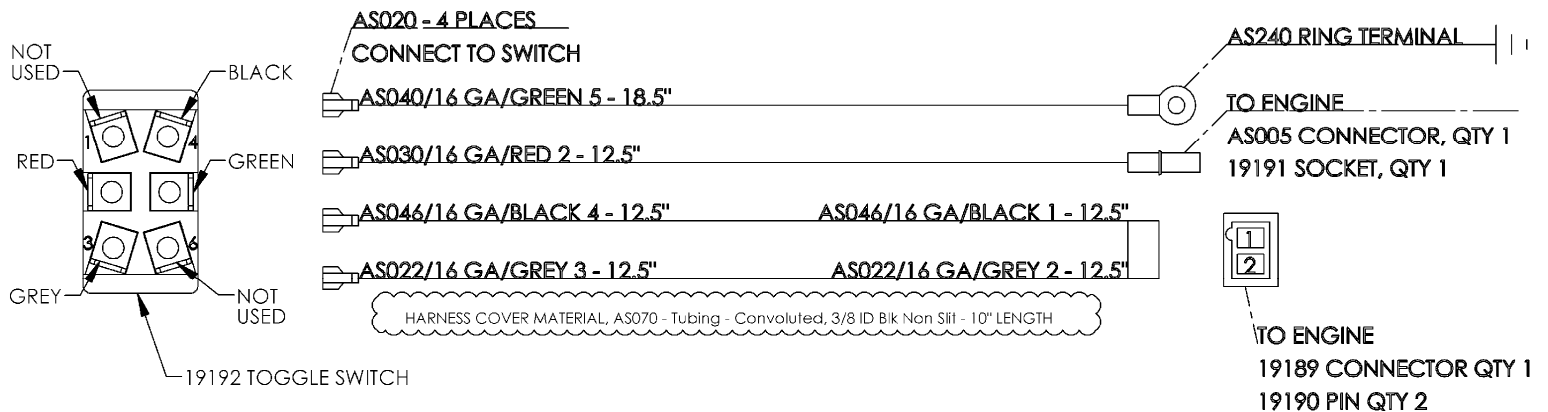 AS020 - 4 PLACES
CONNECT TO SWITCH
AS240 RING TERMINAL
NOT
USED
BLACK
AS040/16 GA/GREEN 5 - 18.5"
TO ENGINE
AS005 CONNECTOR, QTY 1
19191 SOCKET, QTY 1
1
4
RED
GREEN
AS030/16 GA/RED 2 - 12.5"
AS046/16 GA/BLACK 4 - 12.5"
AS046/16 GA/BLACK 1 - 12.5"
3
6
1
2
AS022/16 GA/GREY 3 - 12.5"
AS022/16 GA/GREY 2 - 12.5"
GREY
NOT
USED
HARNESS COVER MATERIAL, AS070 - Tubing - Convoluted, 3/8 ID Blk Non Slit - 10" LENGTH
TO ENGINE
19189 CONNECTOR QTY 1
19190 PIN QTY 2
19192 TOGGLE SWITCH